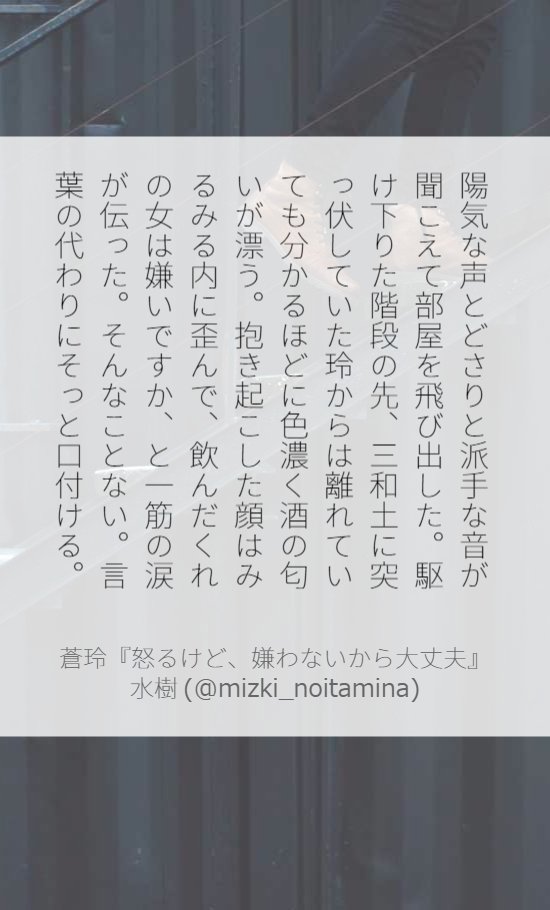 陽気な声とどさりと派手な音が
聞こえて部屋を飛び出した。駆
け下りた階段の先、三和土に突
っ伏していた玲からは離れてい
ても分かるほどに色濃く酒の匂
いが漂う。抱き起こした顔はみ
るみる内に歪んで、飲んだくれ
の女は嫌いですか、と一筋の涙
が伝った。そんなことない。言
葉の代わりにそっと口付ける。
蒼玲『怒るけど、嫌わないから大丈夫』
水樹 (@mizki_noitamina)